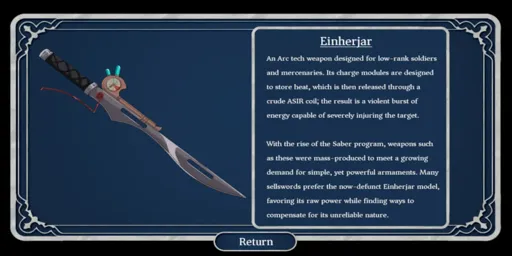 Einherjar
An Arc tech weapon designed for low-rank soldiers
and mercenaries. Its charge modules are designed
to store heat, which is then released through a
crude ASIR coil; the result is a violent burst of
energy capable of severely injuring the target.
With the rise of the Saber program, weapons such
as these were mass-produced to meet a growing
demand for simple, yet powerful armaments. Many
sellswords prefer the now-defunct Einherjar model,
favoring its raw power while finding ways to
compensate for its unreliable nature.
Return